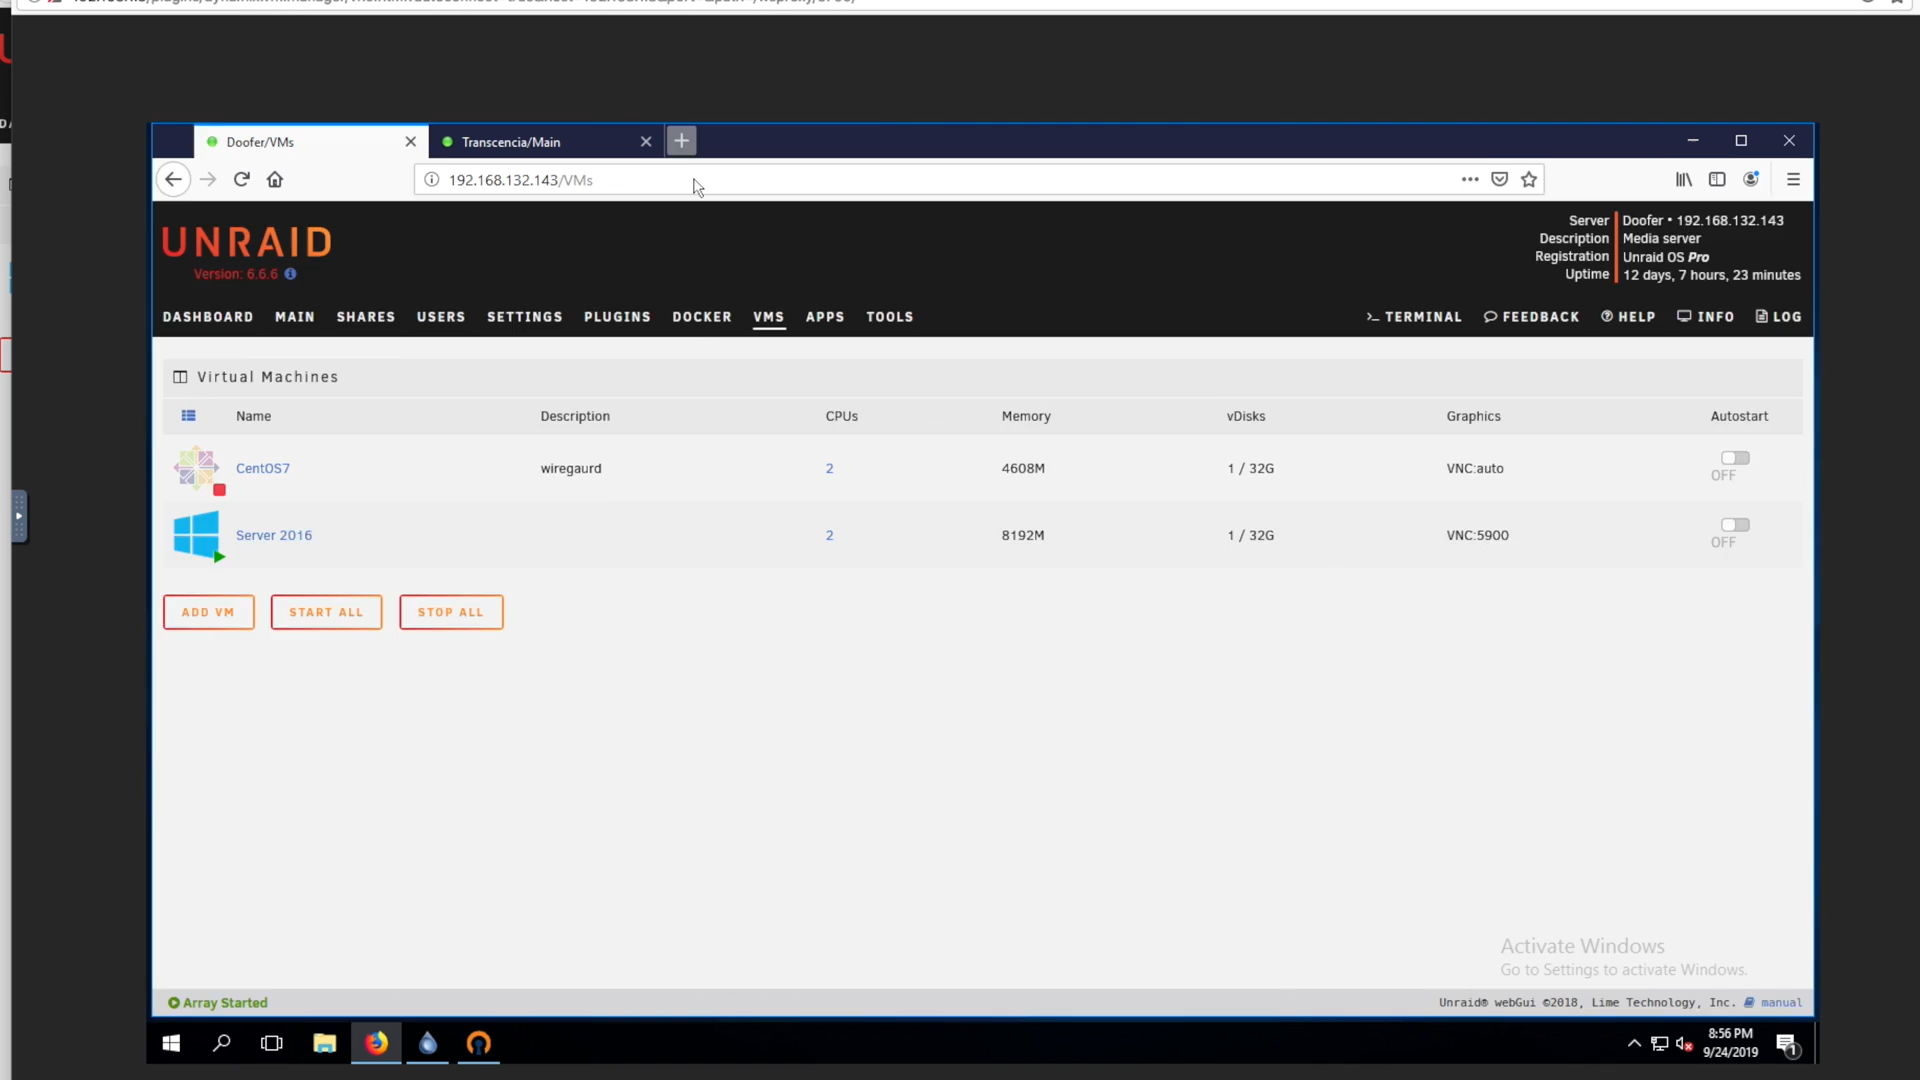 Doofer/VMs
Transcencia/Main
192.168.132.143/VMs
UNRAID
Version: 6.6.6
Server Doofer • 192.168.132.143
Description Media server
Registration Unraid OS Pro
Uptime 12 days, 7 hours, 23 minutes
DASHBOARD MAIN SHARES USERS SETTINGS PLUGINS DOCKER VMS APPS TOOLS
TERMINAL FEEDBACK HELP INFO LOG
Virtual Machines
Name Description CPUs Memory vDisks Graphics Autostart
CentOS7 wiregaurd 2 4608M 1 / 32G VNC:auto OFF
Server 2016 2 8192M 1 / 32G VNC:5900 OFF
ADD VM START ALL STOP ALL
Activate Windows
Go to Settings to activate Windows.
Array Started
Unraid® webGui ©2018, Lime Technology, Inc. manual
8:56 PM
9/24/2019
1